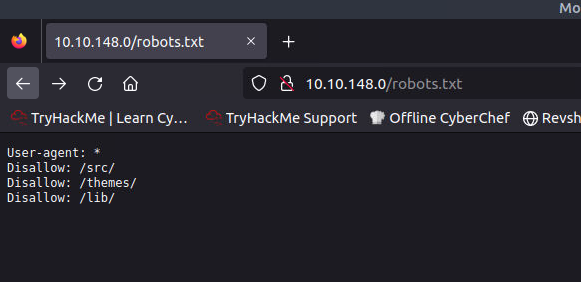 Mo
10.10.148.0/robots.txt
10.10.148.0/robots.txt
TryHackMe | Learn Cy… TryHackMe Support Offline CyberChef Revsh
User-agent: *
Disallow: /src/
Disallow: /themes/
Disallow: /lib/